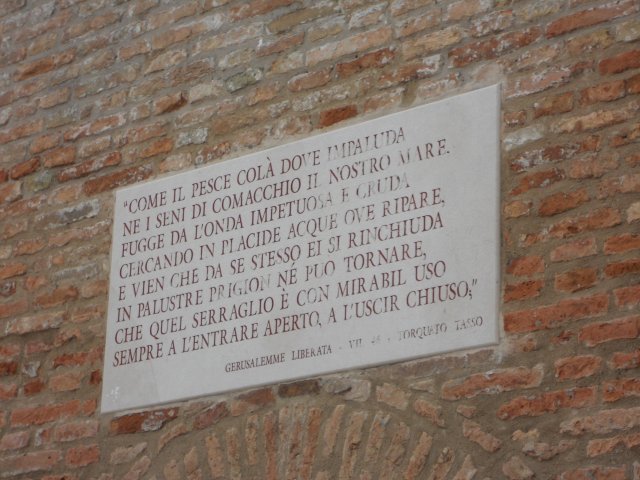 "COME IL PESCE COLÀ DOVE IMPALUDA
NE I SENI DI COMACCHIO IL NOSTRO MARE.
FUGGE DA L'ONDA IMPETUOSA E CRUDA
CERCANDO IN PLACIDE ACQUE OVE RIPARE,
E VIEN CHE DA SE STESSO EI SI RINCHIUDA
IN PALUSTRE PRIGION NÈ PUÒ TORNARE,
CHE QUEL SERRAGLIO È CON MIRABIL USO
SEMPRE A L'ENTRARE APERTO, A L'USCIR CHIUSO,"
GERUSALEMME LIBERATA - VII, 46 - TORQUATO TASSO